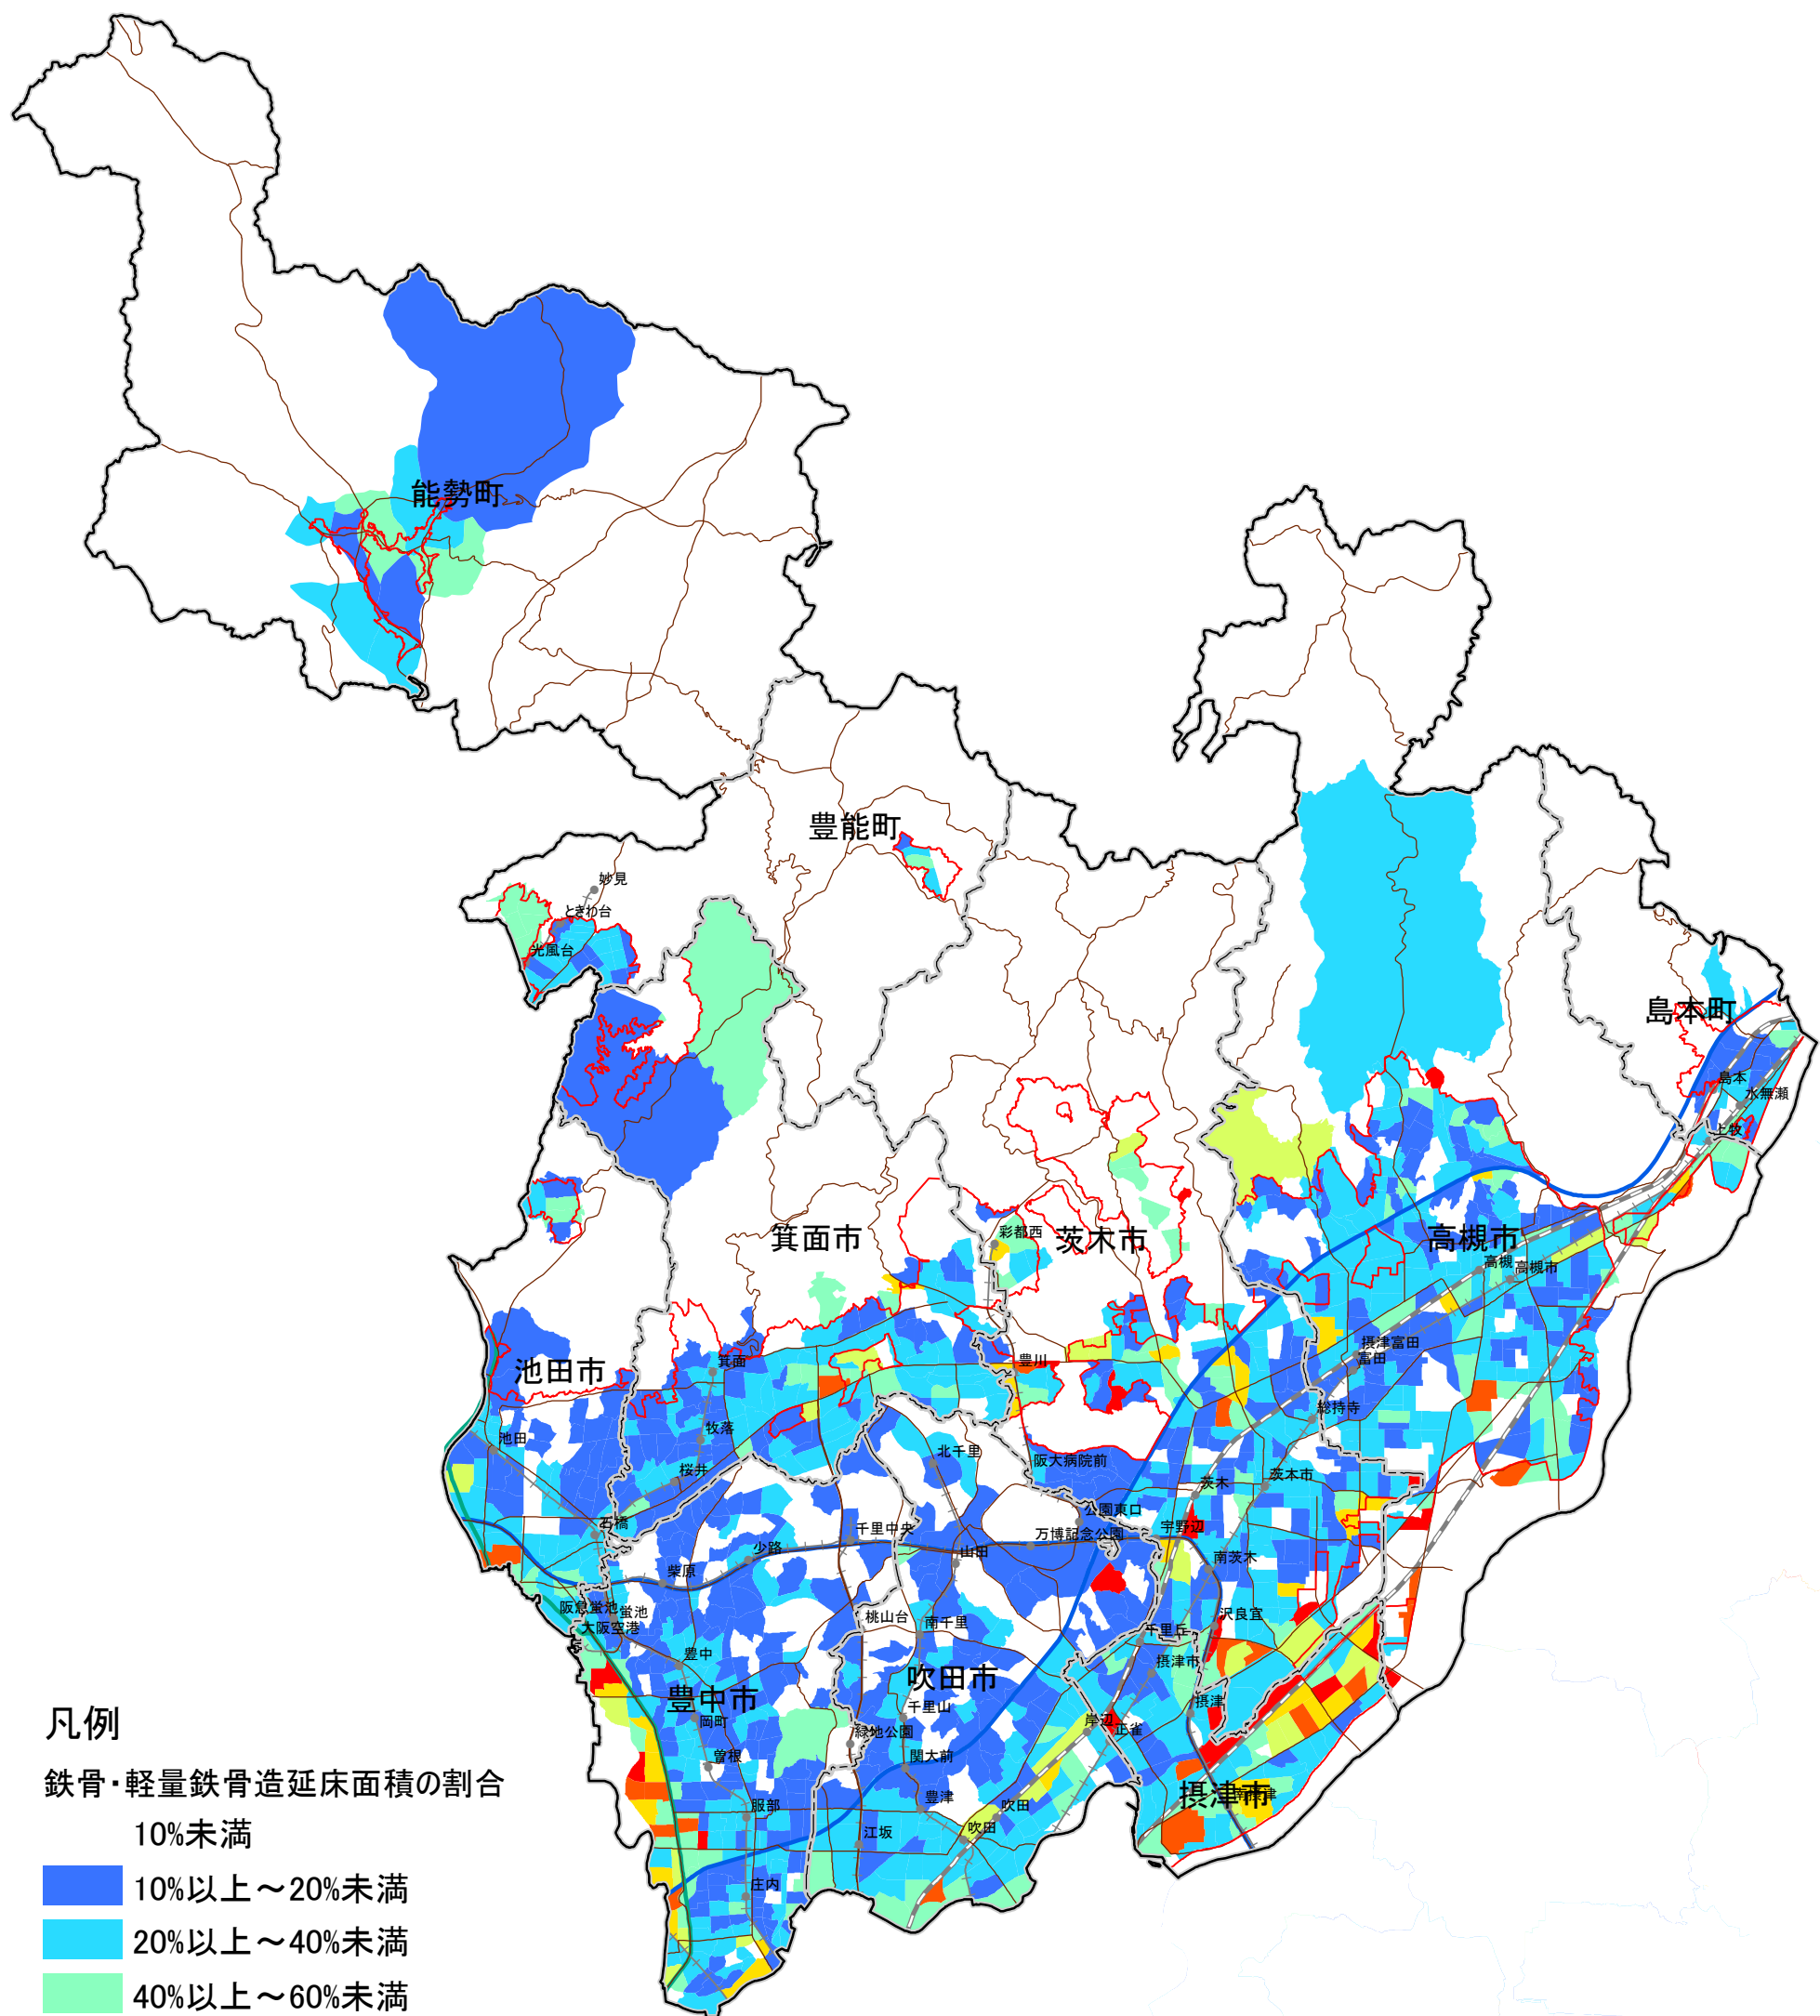 能勢町
豊能町
妙見
ときわ台
光風台
島本町
島本
水無瀬
上牧
箕面市
彩都西
茨木市
高槻市
高槻
高槻市
池田市
箕面
豊川
摂津富田
富田
総持寺
池田
牧落
北千里
阪大病院前
桜井
茨木
茨木市
公園東口
石橋
千里中央
万博記念公園
宇野辺
少路
山田
南茨木
柴原
阪急蛍池
蛍池
大阪空港
桃山台
南千里
沢良宜
千里丘
豊中
摂津市
吹田市
豊中市
千里山
摂津
岡町
緑地公園
岸辺
正雀
曽根
関大前
摂津市
南摂津
服部
豊津
吹田
江坂
吹田
庄内
凡例
鉄骨・軽量鉄骨造延床面積の割合
10%未満
10%以上～20%未満
20%以上～40%未満
40%以上～60%未満